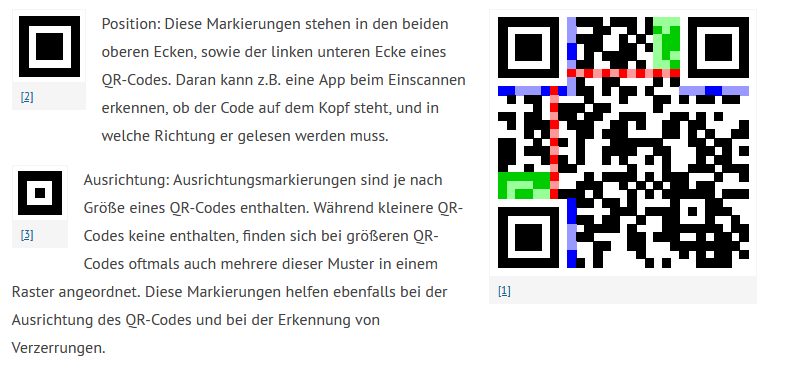 Position: Diese Markierungen stehen in den beiden
oberen Ecken, sowie der linken unteren Ecke eines
QR-Codes. Daran kann z.B. eine App beim Einscannen
erkennen, ob der Code auf dem Kopf steht, und in
welche Richtung er gelesen werden muss.
[2]
Ausrichtung: Ausrichtungsmarkierungen sind je nach
Größe eines QR-Codes enthalten. Während kleinere QR-
Codes keine enthalten, finden sich bei größeren QR-
Codes oftmals auch mehrere dieser Muster in einem
Raster angeordnet. Diese Markierungen helfen ebenfalls bei der
Ausrichtung des QR-Codes und bei der Erkennung von
Verzerrungen.
[3]
[1]